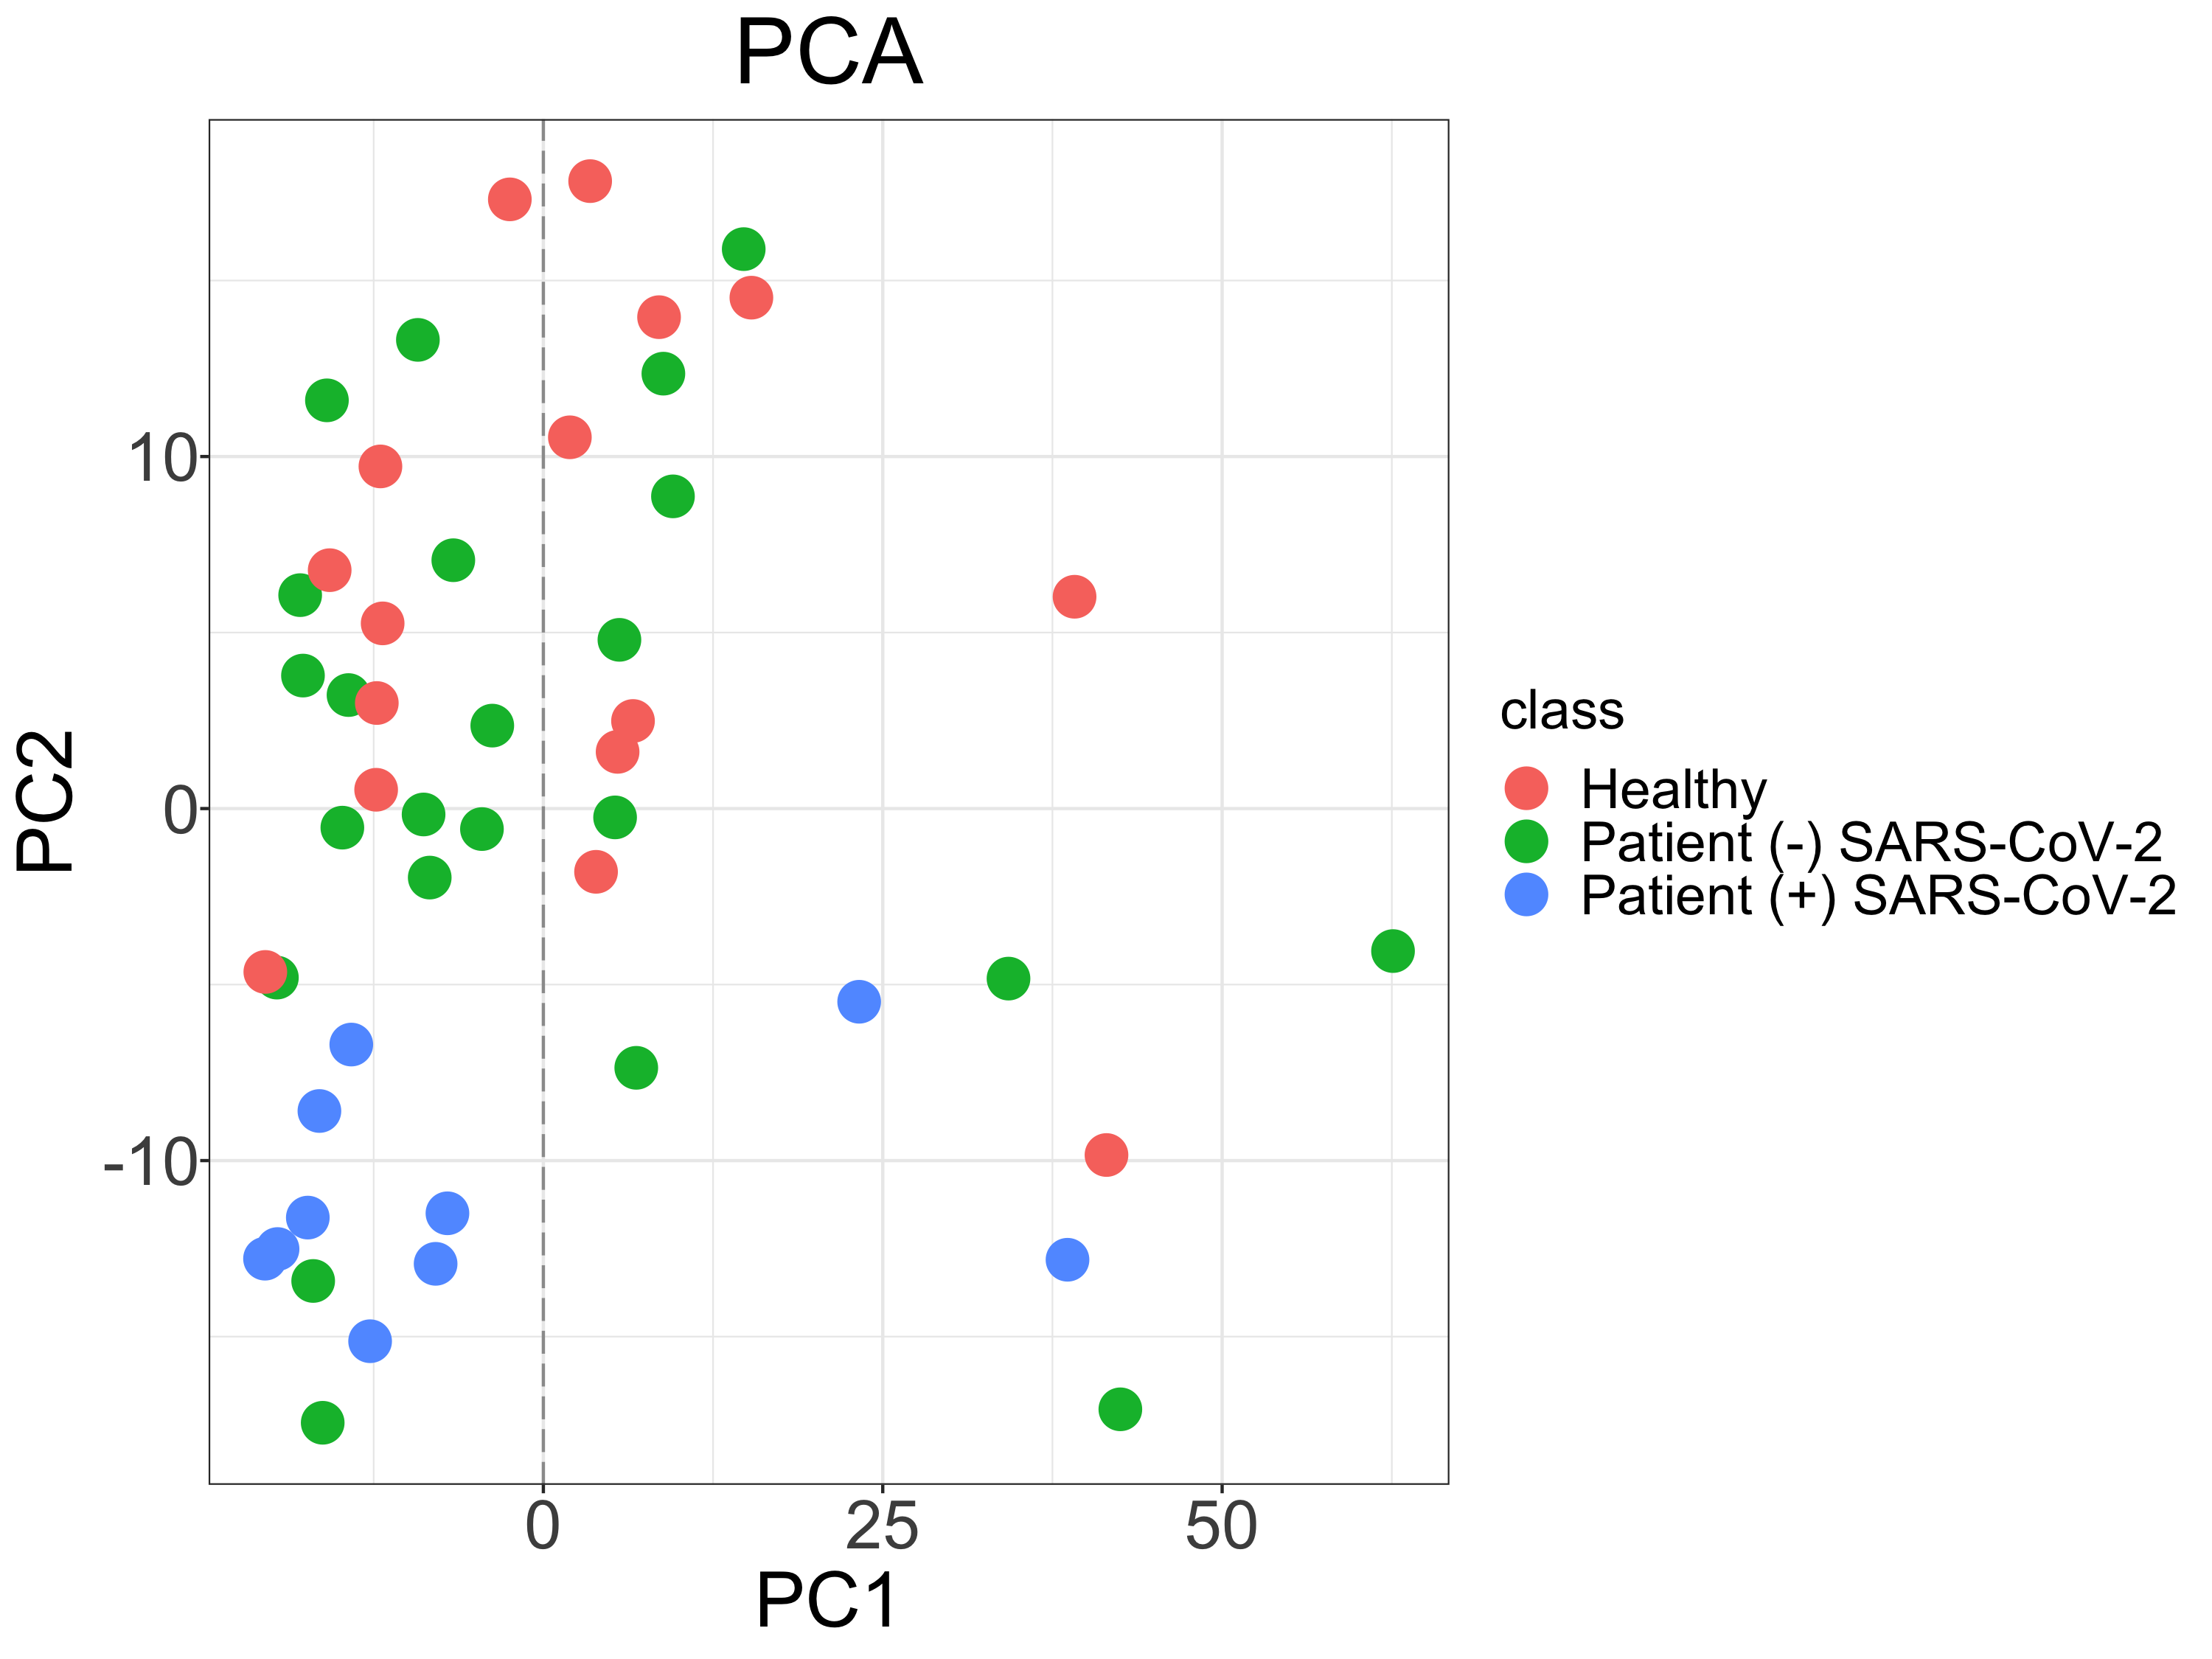 PCA
PC2
10
0
-10
0
25
50
PC1
class
Healthy
Patient (-) SARS-CoV-2
Patient (+) SARS-CoV-2